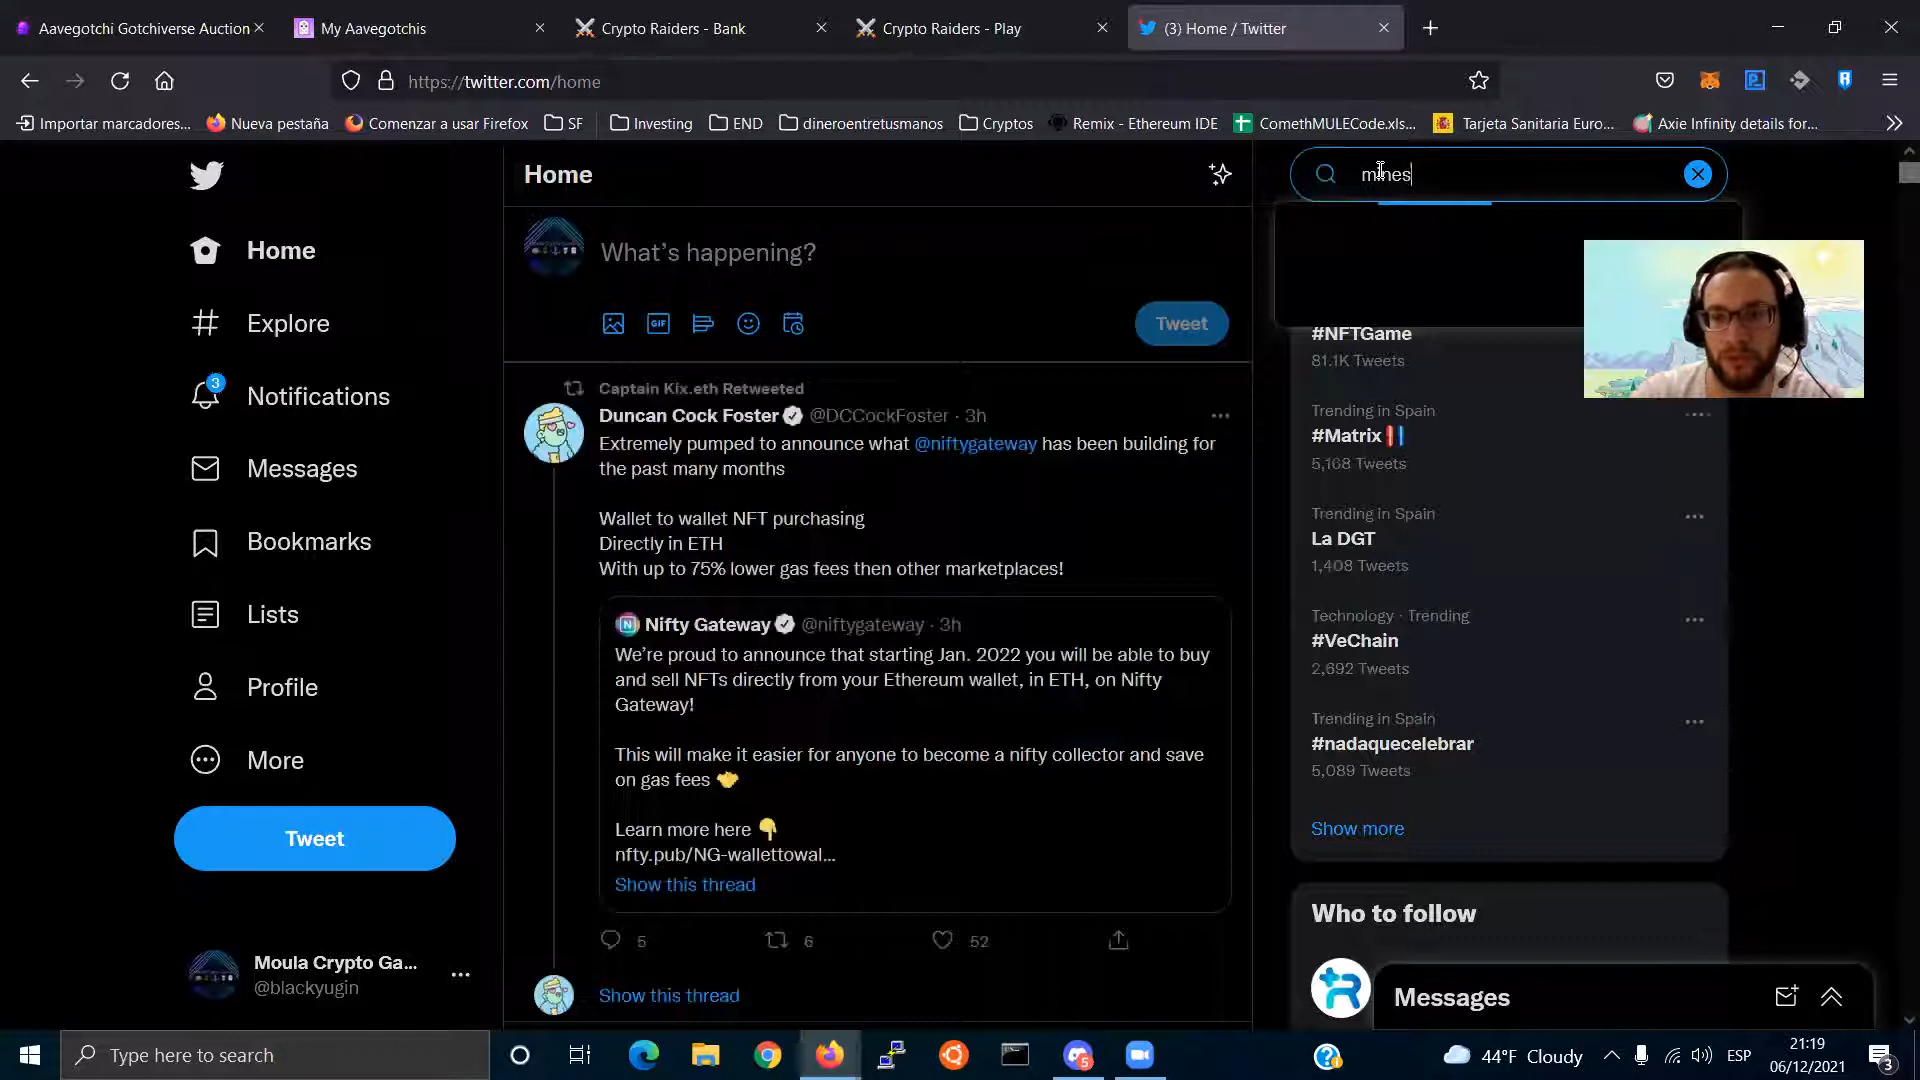 Aavegotchi Gotchiverse Auction
My Aavegotchis
Crypto Raiders - Bank
Crypto Raiders - Play
(3) Home / Twitter
https://twitter.com/home
Importar marcadores...
Nueva pestaña
Comenzar a usar Firefox
SF
Investing
END
dineroentretusmanos
Cryptos
Remix - Ethereum IDE
ComethMULECode.xls...
Tarjeta Sanitaria Euro...
Axie Infinity details for...
Home
Explore
3
Notifications
Messages
Bookmarks
Lists
Profile
More
Tweet
Moula Crypto Ga...
@blackyugin
Home
What's happening?
GIF
Tweet
Captain Kix.eth Retweeted
Duncan Cock Foster @DCCockFoster · 3h
Extremely pumped to announce what @niftygateway has been building for
the past many months
Wallet to wallet NFT purchasing
Directly in ETH
With up to 75% lower gas fees then other marketplaces!
Nifty Gateway @niftygateway · 3h
We're proud to announce that starting Jan. 2022 you will be able to buy
and sell NFTs directly from your Ethereum wallet, in ETH, on Nifty
Gateway!
This will make it easier for anyone to become a nifty collector and save
on gas fees
Learn more here
nfty.pub/NG-wallettowal...
Show this thread
5
6
52
Show this thread
mines
#NFTGame
81.1K Tweets
Trending in Spain
#Matrix
5,168 Tweets
Trending in Spain
La DGT
1,408 Tweets
Technology · Trending
#VeChain
2,692 Tweets
Trending in Spain
#nadaquecelebrar
5,089 Tweets
Show more
Who to follow
Messages
Type here to search
5
44°F Cloudy
ESP
21:19
06/12/2021
3